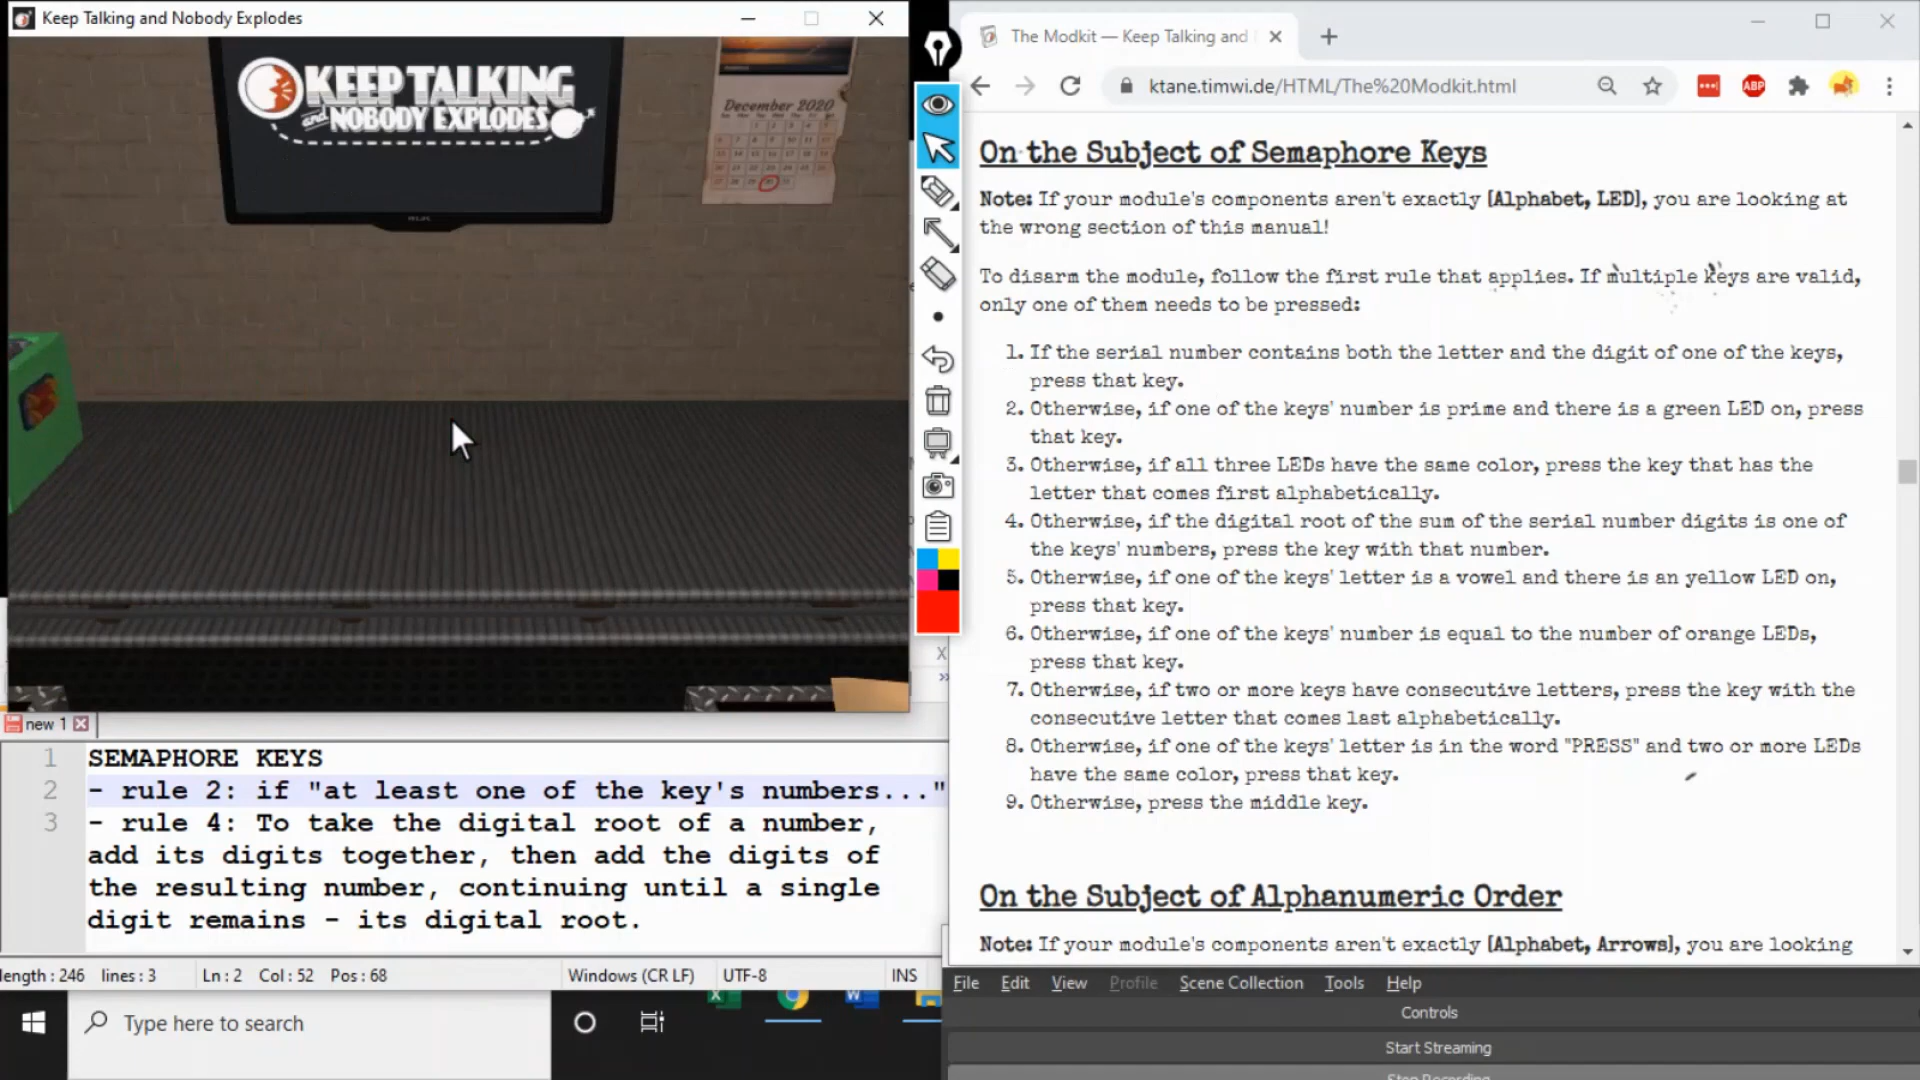 Keep Talking and Nobody Explodes
KEEP TALKING
and NOBODY EXPLODES
December 2020
The Modkit — Keep Talking and
ktane.timwi.de/HTML/The%20Modkit.html
ABP
On the Subject of Semaphore Keys
Note: If your module's components aren't exactly [Alphabet, LED], you are looking at
the wrong section of this manual!
To disarm the module, follow the first rule that applies. If multiple keys are valid,
only one of them needs to be pressed:
1. If the serial number contains both the letter and the digit of one of the keys,
press that key.
2. Otherwise, if one of the keys' number is prime and there is a green LED on, press
that key.
3. Otherwise, if all three LEDs have the same color, press the key that has the
letter that comes first alphabetically.
4. Otherwise, if the digital root of the sum of the serial number digits is one of
the keys' numbers, press the key with that number.
5. Otherwise, if one of the keys' letter is a vowel and there is an yellow LED on,
press that key.
6. Otherwise, if one of the keys' number is equal to the number of orange LEDs,
press that key.
7. Otherwise, if two or more keys have consecutive letters, press the key with the
consecutive letter that comes last alphabetically.
8. Otherwise, if one of the keys' letter is in the word "PRESS" and two or more LEDs
have the same color, press that key.
9. Otherwise, press the middle key.
On the Subject of Alphanumeric Order
Note: If your module's components aren't exactly [Alphabet, Arrows], you are looking
new 1
1 SEMAPHORE KEYS
2 - rule 2: if "at least one of the key's numbers..."
3 - rule 4: To take the digital root of a number,
add its digits together, then add the digits of
the resulting number, continuing until a single
digit remains - its digital root.
length : 246 lines : 3 Ln : 2 Col : 52 Pos : 68 Windows (CR LF) UTF-8 INS
File Edit View Profile Scene Collection Tools Help
Controls
Start Streaming
Stop Recording
Type here to search